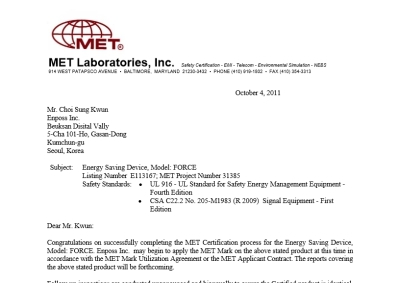 MET
MET Laboratories, Inc. Safety Certification - EMI - Telecom - Environmental Simulation - NEBS
914 WEST PATAPSCO AVENUE • BALTIMORE, MARYLAND 21230-3432 • PHONE (410) 949-1802 • FAX (410) 354-3313
October 4, 2011
Mr. Choi Sung Kwun
Enposs Inc.
Beuksan Disital Vally
5-Cha 101-Ho, Gasan-Dong
Kumchun-gu
Seoul, Korea
Subject: Energy Saving Device, Model: FORCE
Listing Number E113167; MET Project Number 31385
Safety Standards: • UL 916 - UL Standard for Safety Energy Management Equipment -
Fourth Edition
• CSA C22.2 No. 205-M1983 (R 2009) Signal Equipment - First
Edition
Dear Mr. Kwun:
Congratulations on successfully completing the MET Certification process for the Energy Saving Device,
Model: FORCE. Enposs Inc. may begin to apply the MET Mark on the above stated product at this time in
accordance with the MET Mark Utilization Agreement or the MET Applicant Contract. The reports covering
the above stated product will be forthcoming.